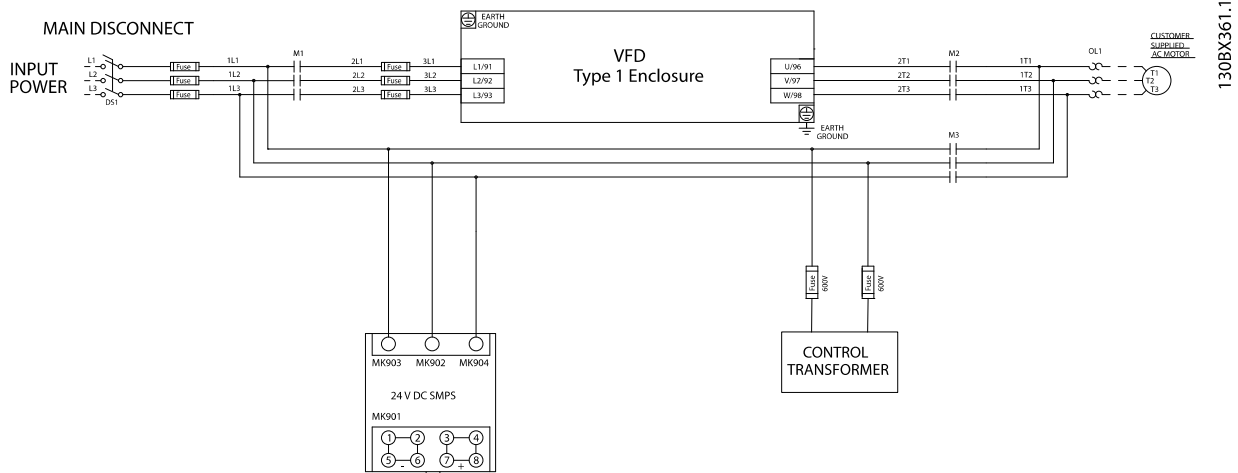 MAIN DISCONNECT
INPUT
POWER
L1
L2
L3
DS1
Fuse
Fuse
Fuse
1L1
1L2
1L3
M1
2L1
2L2
2L3
Fuse
Fuse
Fuse
3L1
3L2
3L3
EARTH
GROUND
L1/91
L2/92
L3/93
VFD
Type 1 Enclosure
U/96
V/97
W/98
EARTH
GROUND
2T1
2T2
2T3
M2
M3
1T1
1T2
1T3
OL1
CUSTOMER
SUPPLIED
AC MOTOR
T1
T2
T3
130BX361.1
Fuse
600V
Fuse
600V
CONTROL
TRANSFORMER
MK903 MK902 MK904
24 V DC SMPS
MK901
1 2 3 4
5 - 6 7 + 8